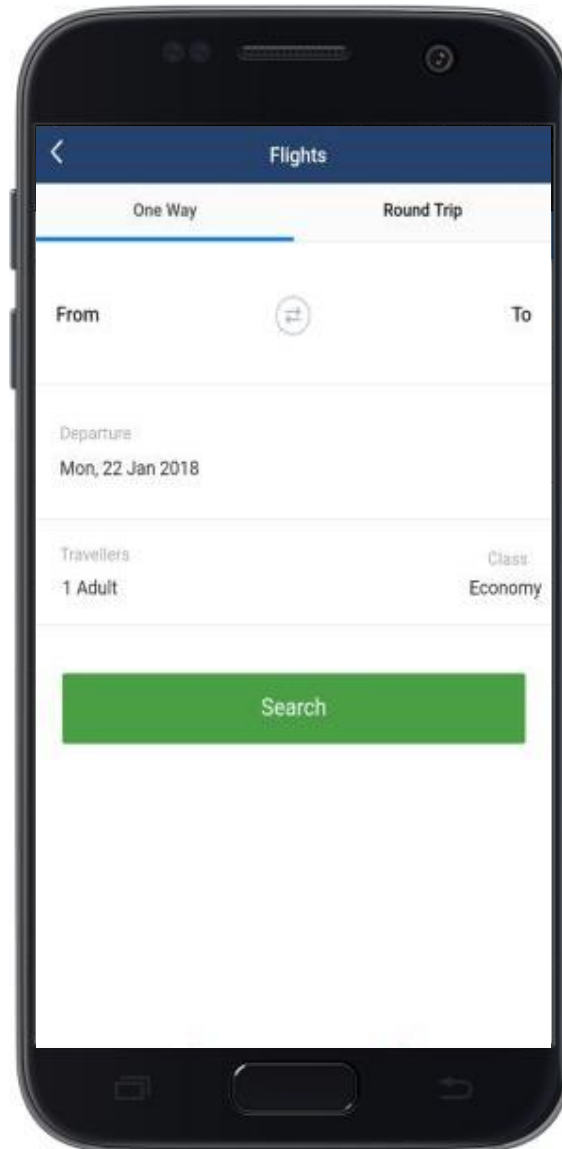 Flights
One Way Round Trip
From To
Departure
Mon, 22 Jan 2018
Travellers Class
1 Adult Economy
Search